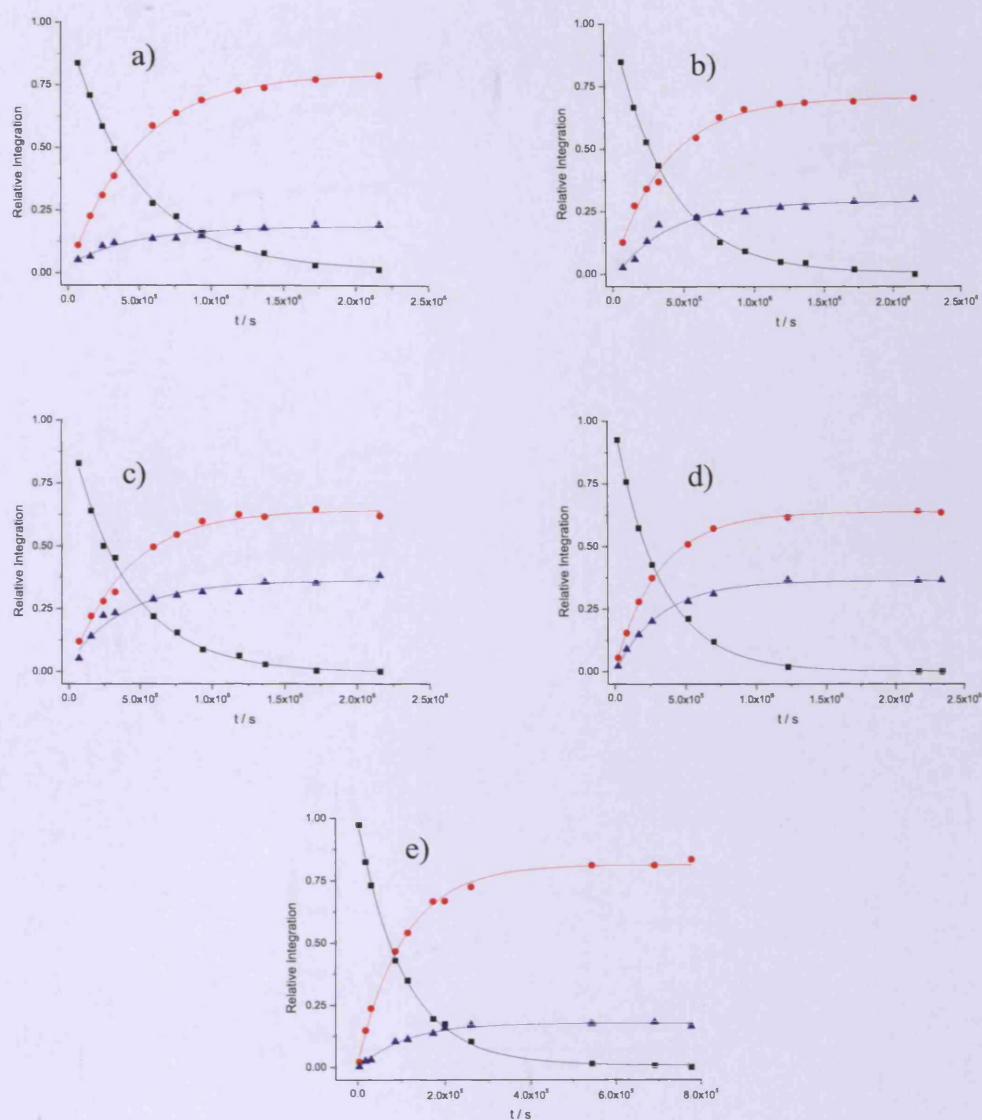 a)
1.00
0.75
0.50
0.25
0.00
Relative Integration
0.0 5.0x10⁵ 1.0x10⁶ 1.5x10⁶ 2.0x10⁶ 2.5x10⁶
t / s
b)
1.00
0.75
0.50
0.25
0.00
Relative Integration
0.0 5.0x10⁵ 1.0x10⁶ 1.5x10⁶ 2.0x10⁶ 2.5x10⁶
t / s
c)
1.00
0.75
0.50
0.25
0.00
Relative Integration
0.0 5.0x10⁵ 1.0x10⁶ 1.5x10⁶ 2.0x10⁶ 2.5x10⁶
t / s
d)
1.00
0.75
0.50
0.25
0.00
Relative Integration
0.0 5.0x10⁵ 1.0x10⁶ 1.5x10⁶ 2.0x10⁶ 2.5x10⁶
t / s
e)
1.00
0.75
0.50
0.25
0.00
Relative Integration
0.0 2.0x10⁵ 4.0x10⁵ 6.0x10⁵ 8.0x10⁵
t / s